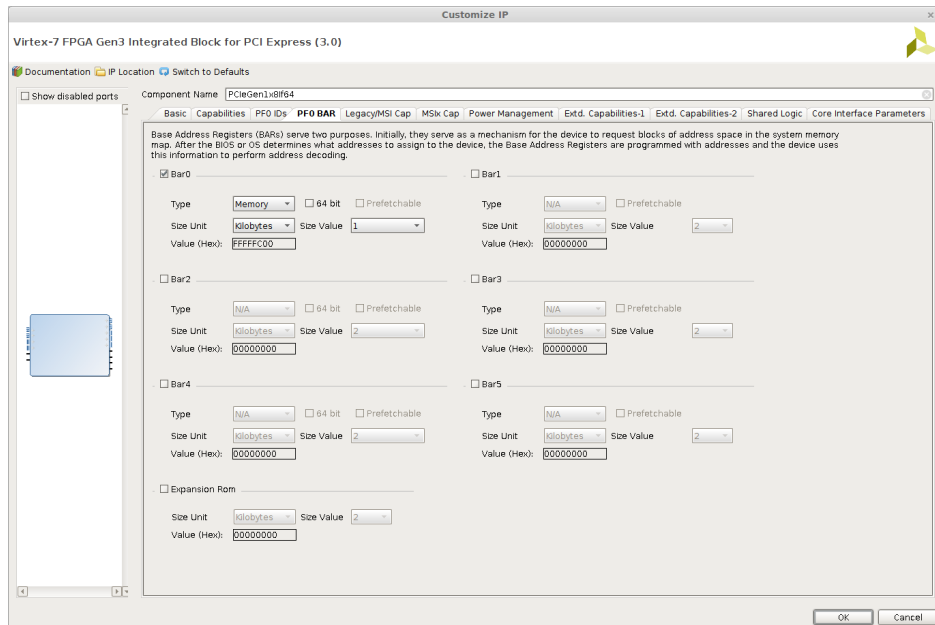 Customize IP
Virtex-7 FPGA Gen3 Integrated Block for PCI Express (3.0)
Documentation IP Location Switch to Defaults
Show disabled ports
Component Name PCIeGen1x8If64
Basic Capabilities PF0 IDs PF0 BAR Legacy/MSI Cap MSIx Cap Power Management Extd. Capabilities-1 Extd. Capabilities-2 Shared Logic Core Interface Parameters
Base Address Registers (BARs) serve two purposes. Initially, they serve as a mechanism for the device to request blocks of address space in the system memory
map. After the BIOS or OS determines what addresses to assign to the device, the Base Address Registers are programmed with addresses and the device uses
this information to perform address decoding.
Bar0
Type Memory 64 bit Prefetchable
Size Unit Kilobytes Size Value 1
Value (Hex): FFFFFC00
Bar1
Type N/A Prefetchable
Size Unit Kilobytes Size Value 2
Value (Hex): 00000000
Bar2
Type N/A 64 bit Prefetchable
Size Unit Kilobytes Size Value 2
Value (Hex): 00000000
Bar3
Type N/A Prefetchable
Size Unit Kilobytes Size Value 2
Value (Hex): 00000000
Bar4
Type N/A 64 bit Prefetchable
Size Unit Kilobytes Size Value 2
Value (Hex): 00000000
Bar5
Type N/A Prefetchable
Size Unit Kilobytes Size Value 2
Value (Hex): 00000000
Expansion Rom
Size Unit Kilobytes Size Value 2
Value (Hex): 00000000
OK Cancel